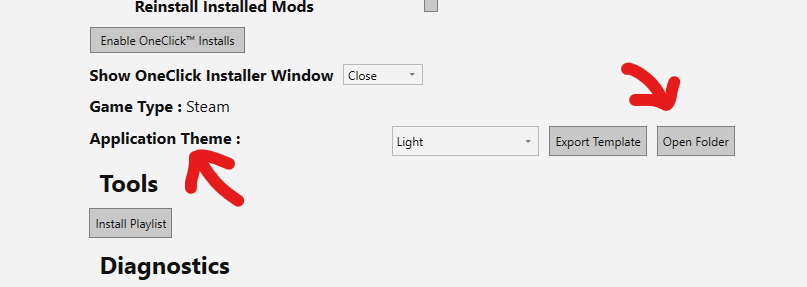 Reinstall Installed Mods
Enable OneClick™ Installs
Show OneClick Installer Window Close
Game Type : Steam
Application Theme : Light Export Template Open Folder
Tools
Install Playlist
Diagnostics